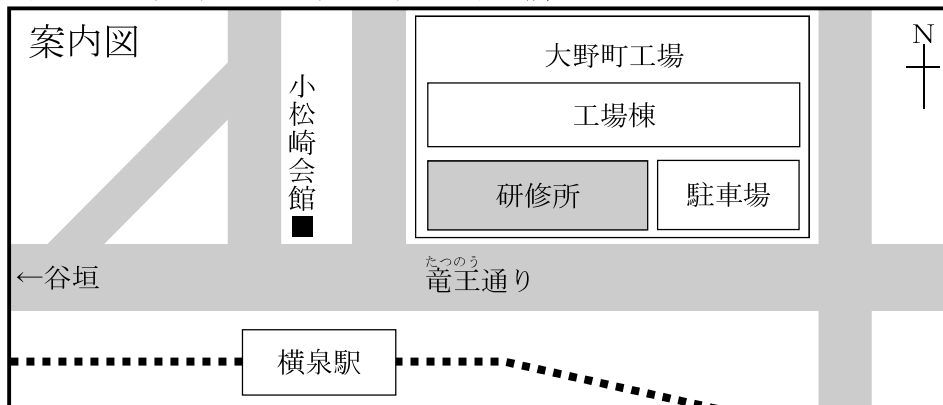 案内図
N
大野町工場
工場棟
小松崎会館
研修所
駐車場
たつのう
←谷垣
竜王通り
横泉駅